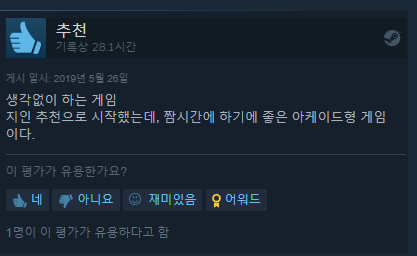 추천
기록상 28.1시간
게시 일시: 2019년 5월 26일
생각없이 하는 게임
지인 추천으로 시작했는데, 짬시간에 하기에 좋은 아케이드형 게임
이다.
이 평가가 유용한가요?
네 아니요 재미있음 어워드
1명이 이 평가가 유용하다고 함